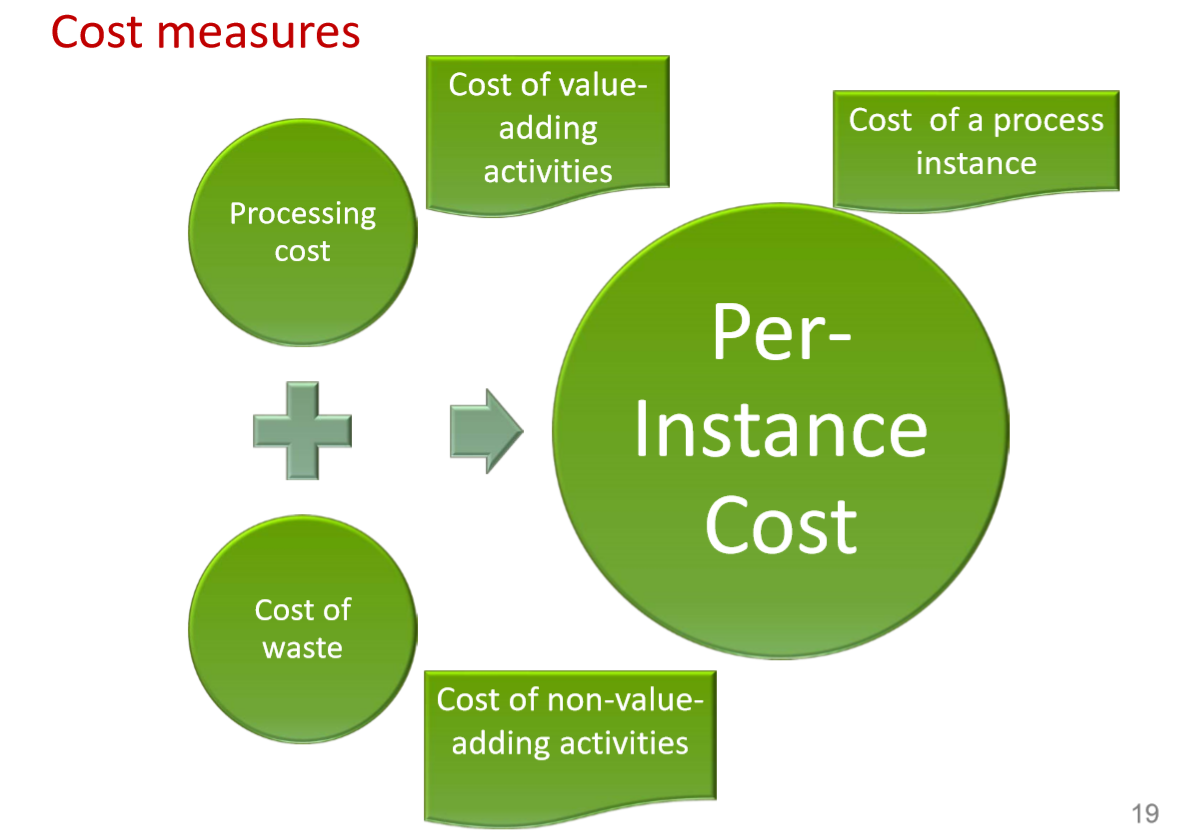 Cost measures
Cost of value-
adding
activities
Cost of a process
instance
Processing
cost
Per-
Instance
Cost
Cost of
waste
Cost of non-value-
adding activities
19